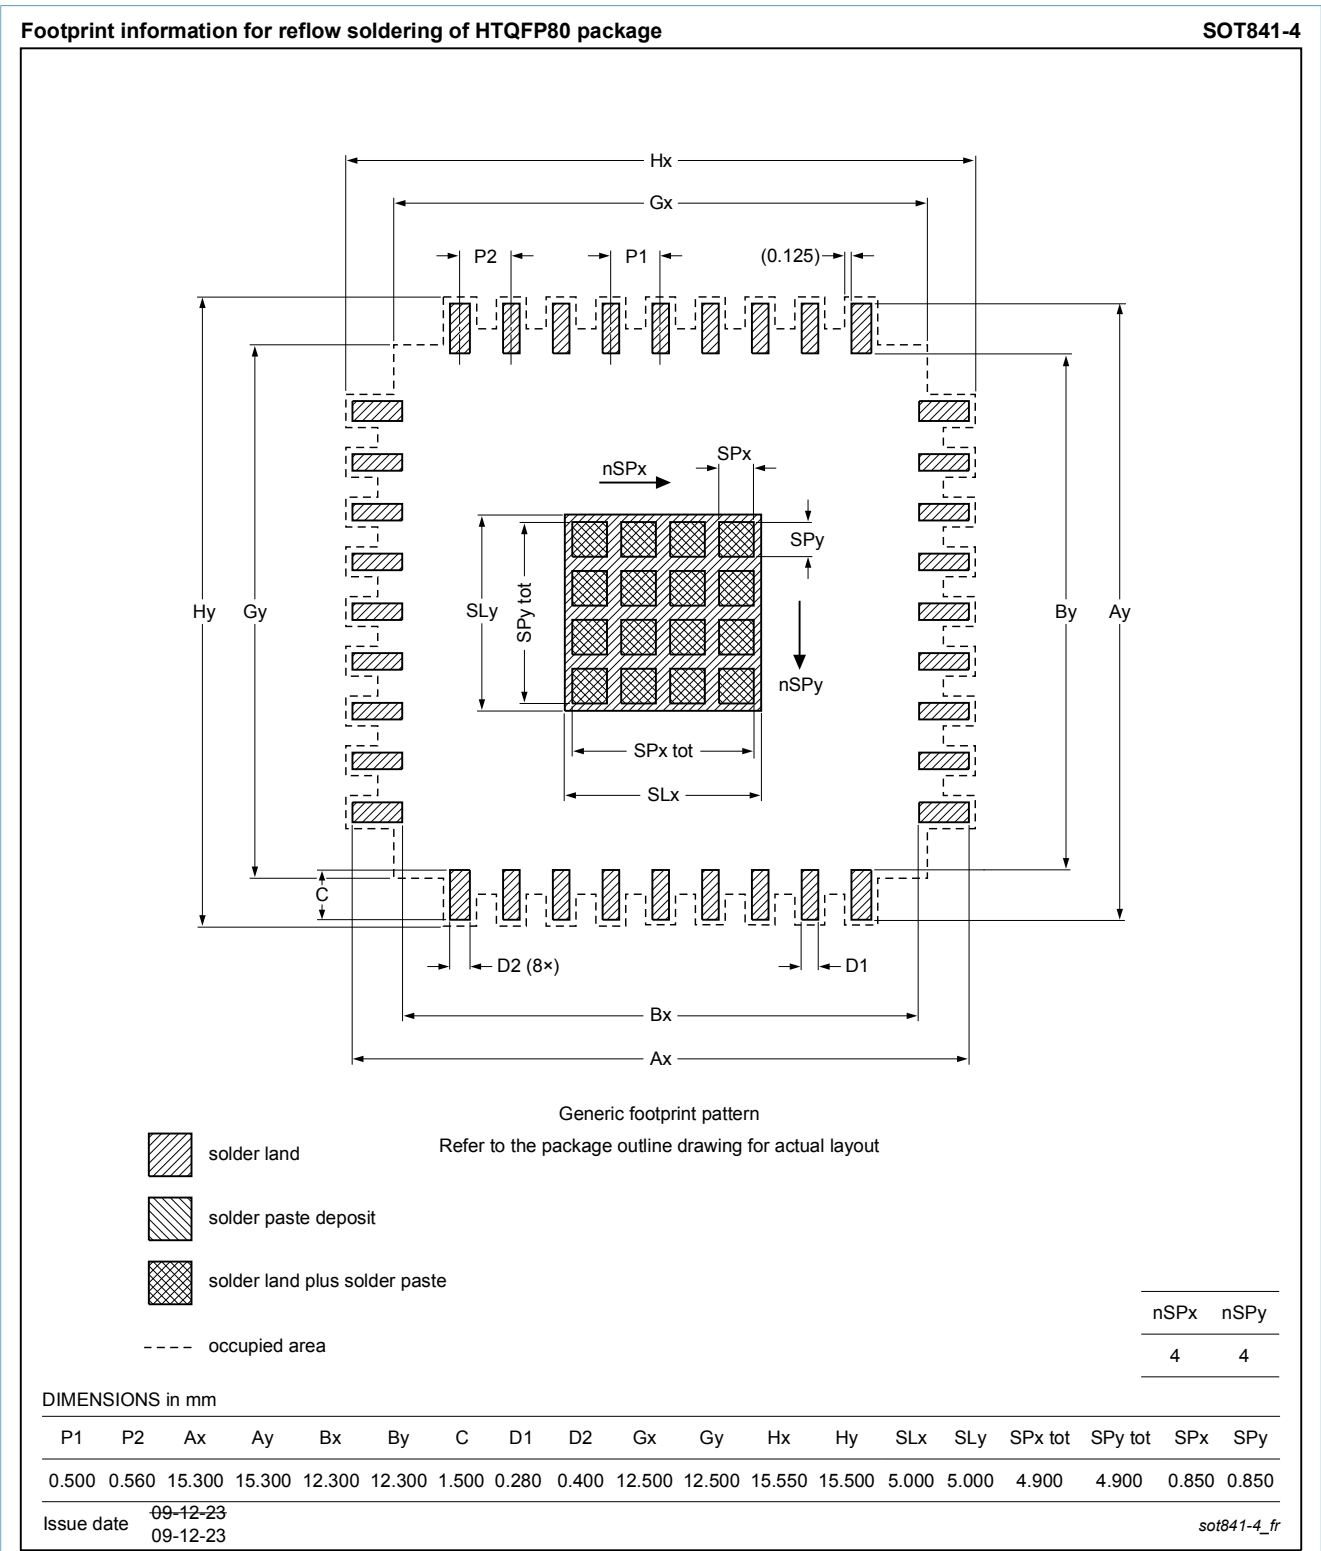 Footprint information for reflow soldering of HTQFP80 package SOT841-4
Hx
Gx
P2 P1 (0.125)
SPx
nSPx
SPy
Hy Gy SLy SPy tot By Ay
nSPy
SPx tot
SLx
C
D2 (8×) D1
Bx
Ax
Generic footprint pattern
Refer to the package outline drawing for actual layout
solder land
solder paste deposit
solder land plus solder paste
occupied area
nSPx nSPy
4 4
DIMENSIONS in mm
P1 P2 Ax Ay Bx By C D1 D2 Gx Gy Hx Hy SLx SLy SPx tot SPy tot SPx SPy
0.500 0.560 15.300 15.300 12.300 12.300 1.500 0.280 0.400 12.500 12.500 15.550 15.500 5.000 5.000 4.900 4.900 0.850 0.850
Issue date 09-12-23
09-12-23
sot841-4_fr